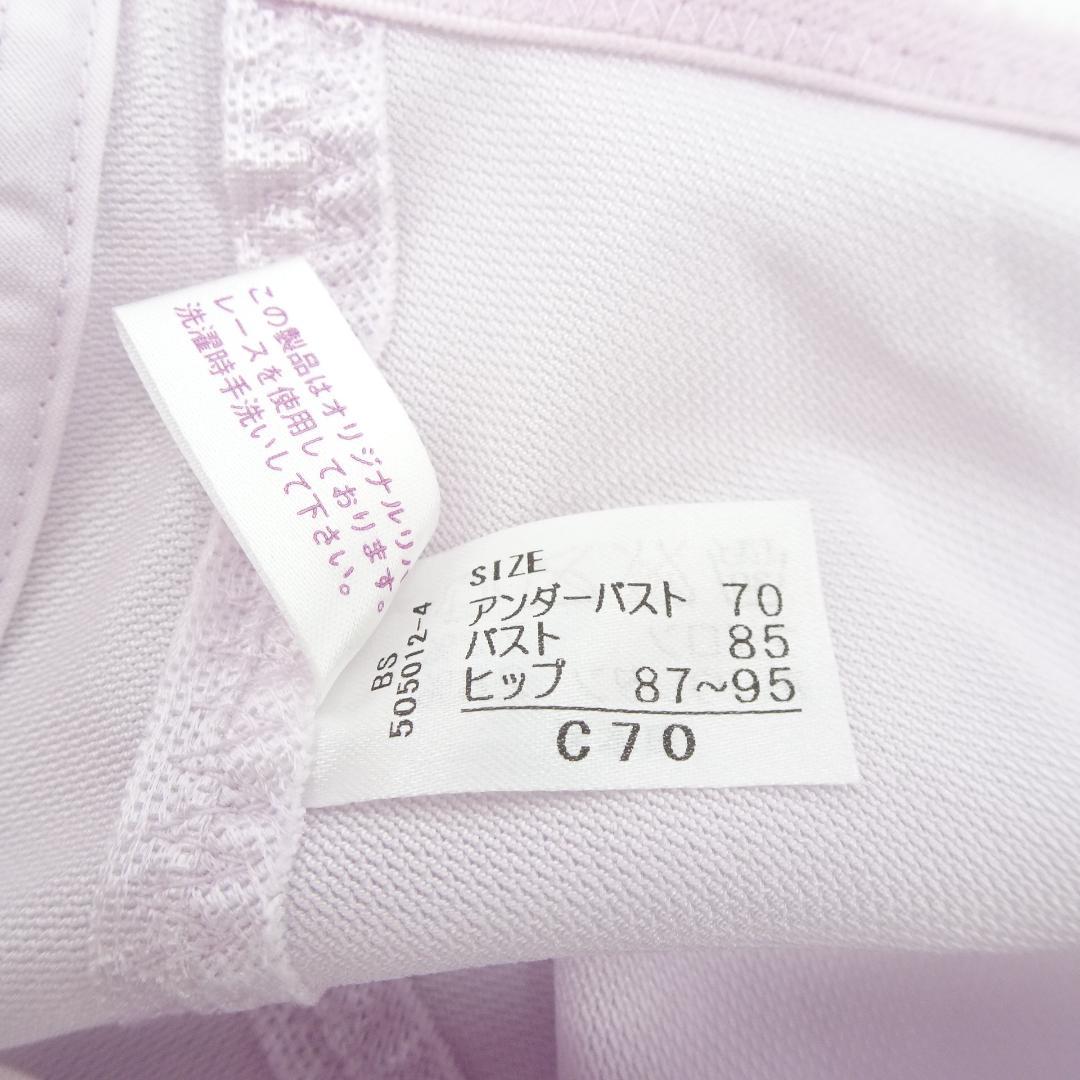 この製品はオリジナルリバ
レースを使用しております。
洗濯時手洗いして下さい。
BS
505012-4
SIZE
アンダーバスト 70
バスト 85
ヒップ 87~95
C70